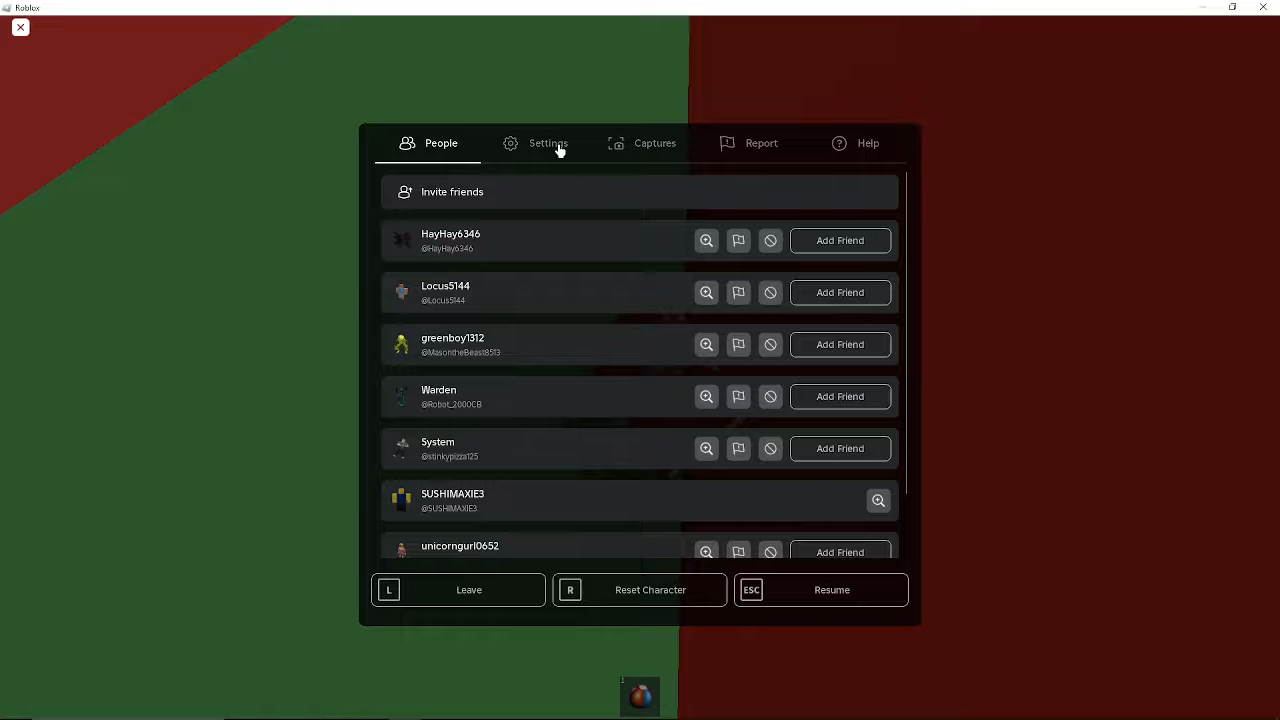 Roblox
People
Settings
Captures
Report
Help
Invite friends
HayHay6346
@HayHay6346
Add Friend
Locus5144
@Locus5144
Add Friend
greenboy1312
@MasontheBeast8513
Add Friend
Warden
@Robot_2000CB
Add Friend
System
@stinkypizza125
Add Friend
SUSHIMAXIE3
@SUSHIMAXIE3
unicorngurl0652
Add Friend
L Leave
R Reset Character
ESC Resume
1